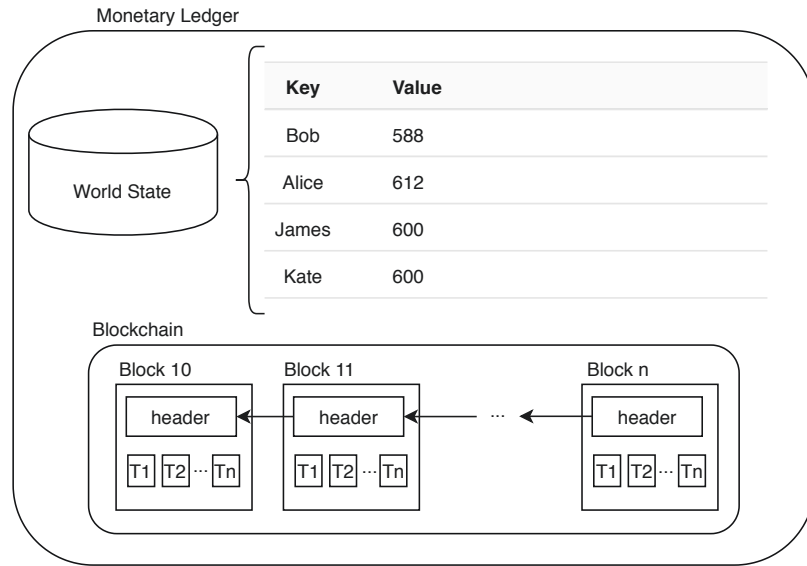 Monetary Ledger
World State
Key Value
Bob 588
Alice 612
James 600
Kate 600
Blockchain
Block 10 Block 11 Block n
header header ... header
T1 T2 ... Tn T1 T2 ... Tn T1 T2 ... Tn